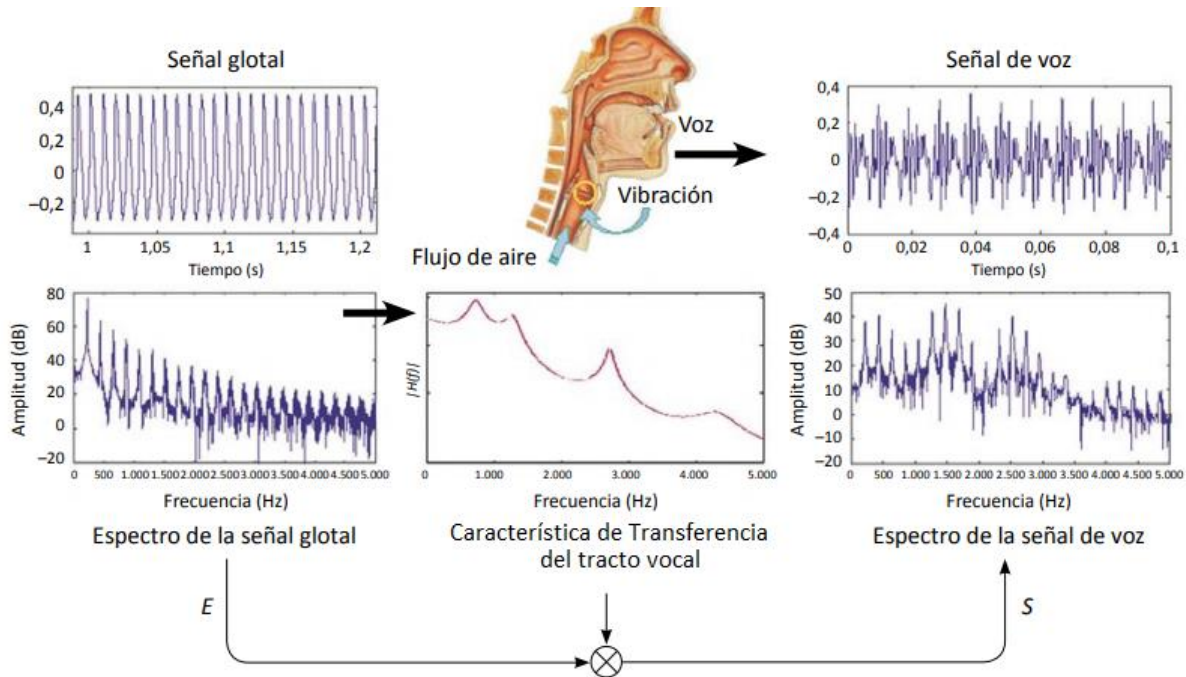 Señal glotal
0,4
0,2
0
–0,2
1 1,05 1,1 1,15 1,2
Tiempo (s)
Voz
Vibración
Flujo de aire
Señal de voz
0,4
0,2
0
–0,2
–0,4
0 0,02 0,04 0,06 0,08 0,1
Tiempo (s)
Amplitud (dB)
80
60
40
20
0
–20
0 500 1.000 1.500 2.000 2.500 3.000 3.500 4.000 4.500 5.000
Frecuencia (Hz)
Espectro de la señal glotal
|H(f)|
0 1.000 2.000 3.000 4.000 5.000
Frecuencia (Hz)
Característica de Transferencia
del tracto vocal
Amplitud (dB)
50
40
30
20
10
0
–10
–20
0 500 1.000 1.500 2.000 2.500 3.000 3.500 4.000 4.500 5.000
Frecuencia (Hz)
Espectro de la señal de voz
E
S